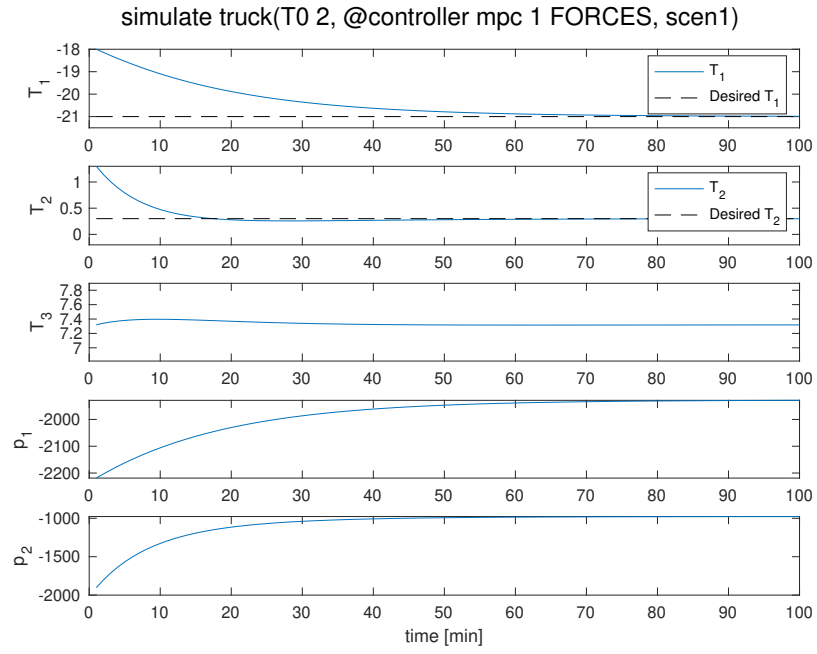 simulate truck(T0 2, @controller mpc 1 FORCES, scen1)
-18
-19
-20
-21
T1
T1
Desired T1
0 10 20 30 40 50 60 70 80 90 100
1
0.5
0
T2
T2
Desired T2
0 10 20 30 40 50 60 70 80 90 100
7.8
7.6
7.4
7.2
7
T3
0 10 20 30 40 50 60 70 80 90 100
-2000
-2100
-2200
p1
0 10 20 30 40 50 60 70 80 90 100
-1000
-1500
-2000
p2
0 10 20 30 40 50 60 70 80 90 100
time [min]